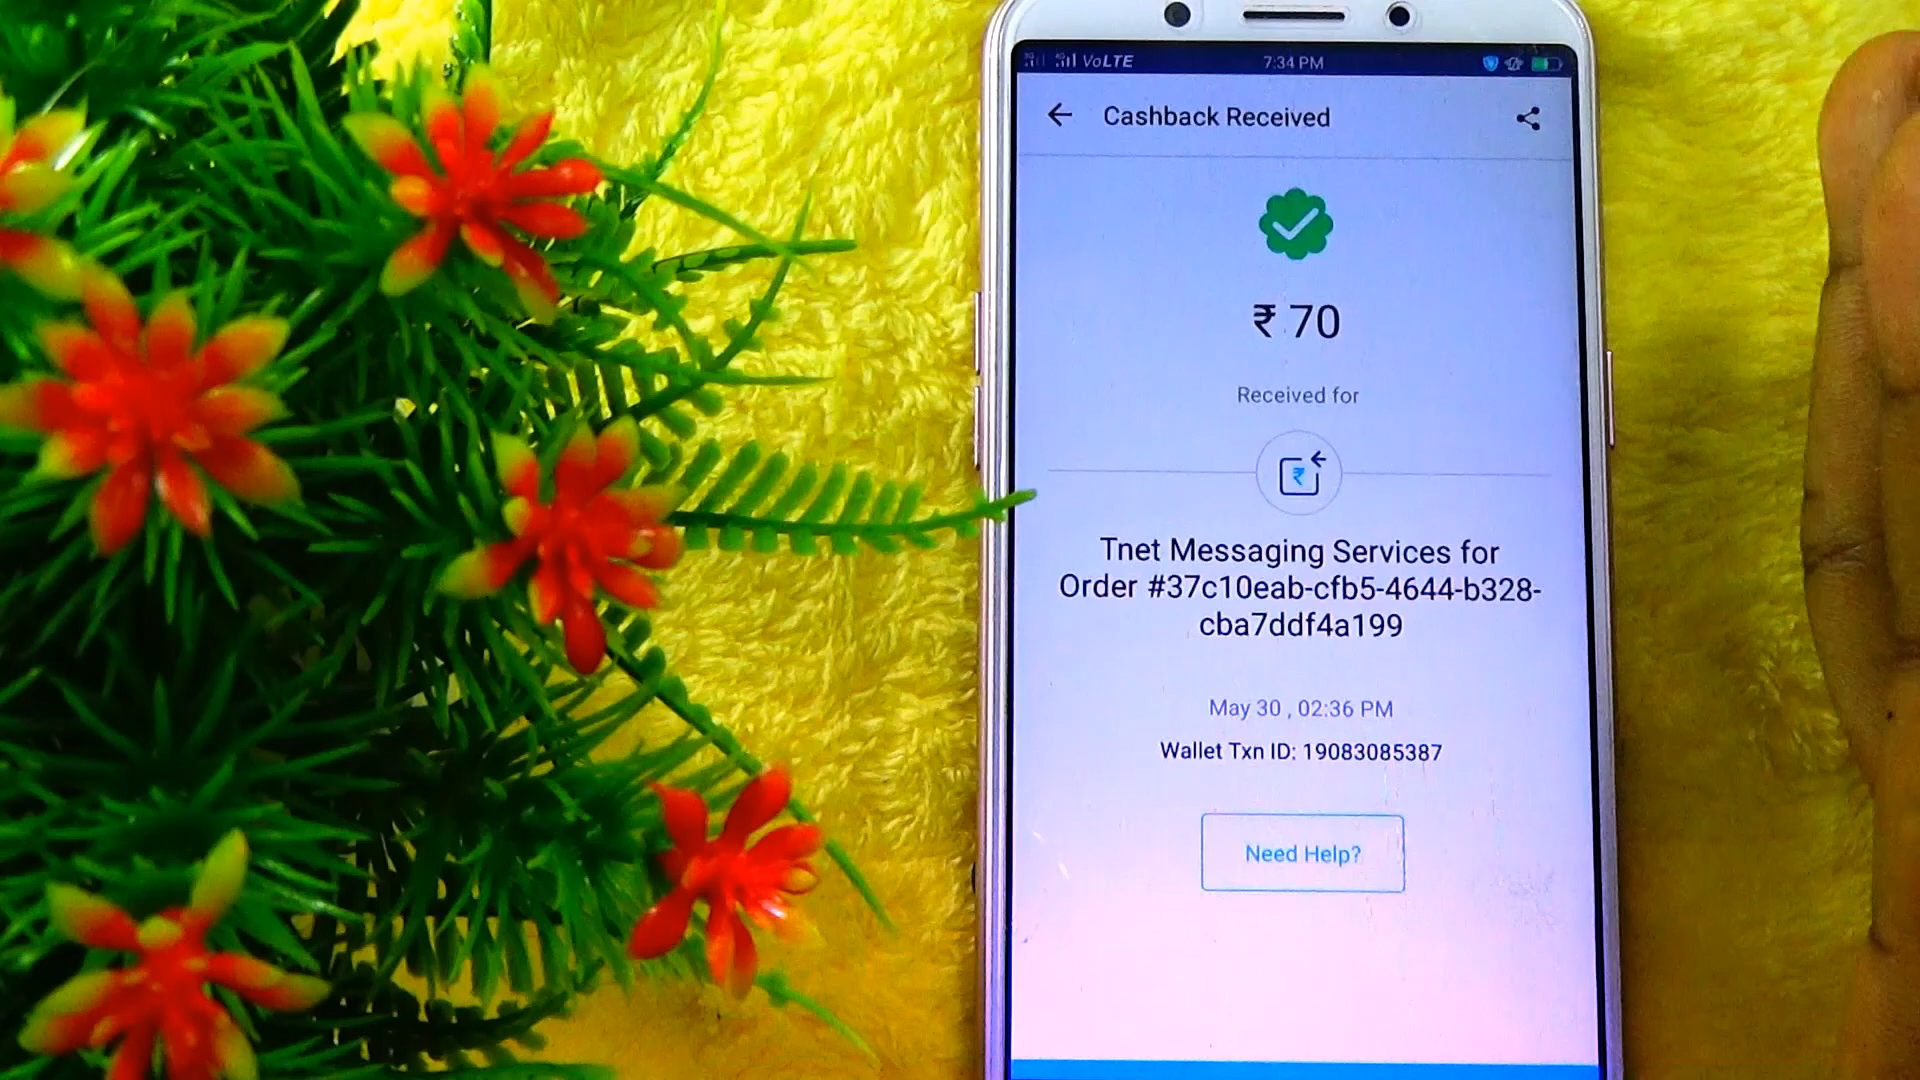 VoLTE 7:34 PM
Cashback Received
₹ 70
Received for
₹
Tnet Messaging Services for
Order #37c10eab-cfb5-4644-b328-
cba7ddf4a199
May 30 , 02:36 PM
Wallet Txn ID: 19083085387
Need Help?